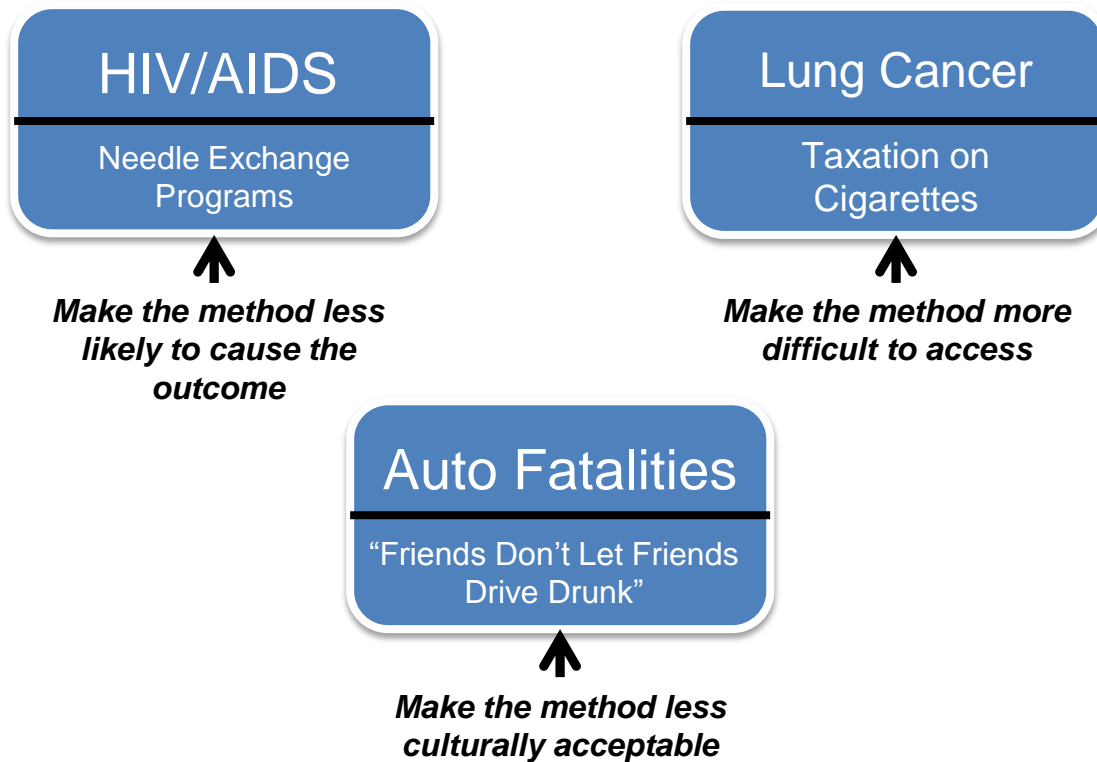 HIV/AIDS
Needle Exchange
Programs
Make the method less
likely to cause the
outcome
Lung Cancer
Taxation on
Cigarettes
Make the method more
difficult to access
Auto Fatalities
“Friends Don’t Let Friends
Drive Drunk”
Make the method less
culturally acceptable